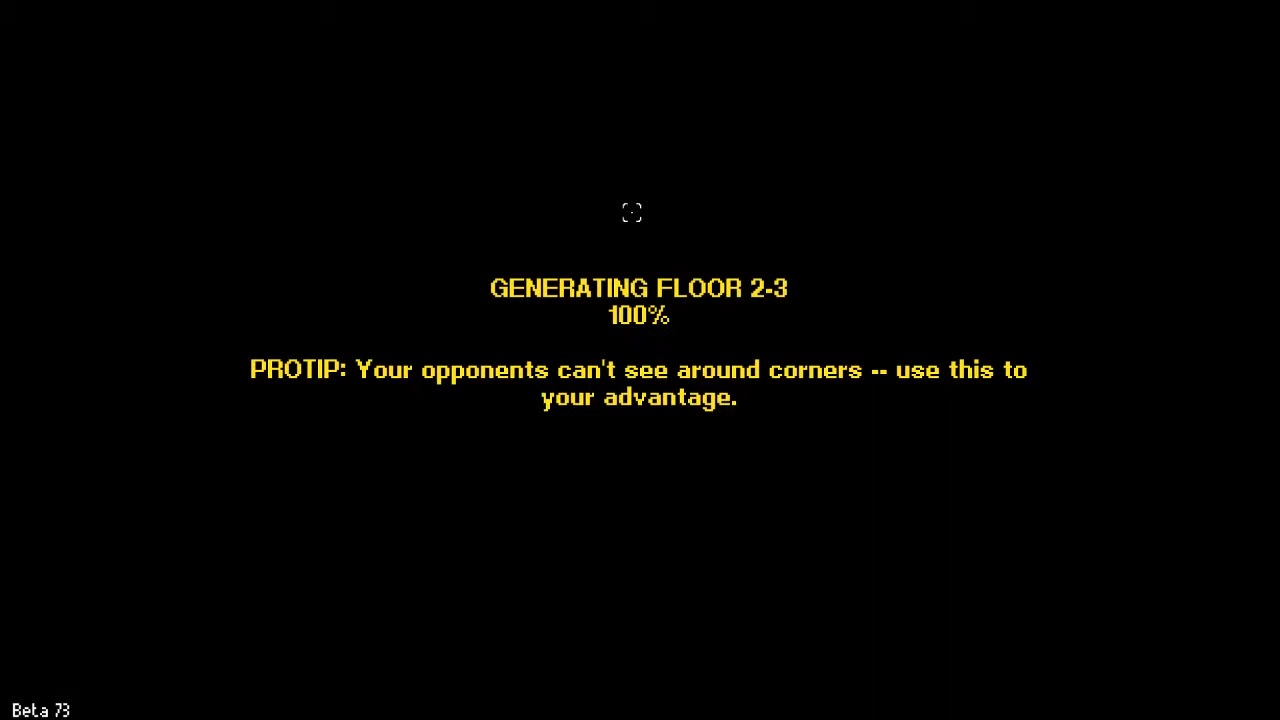 GENERATING FLOOR 2-3
100%
PROTIP: Your opponents can't see around corners -- use this to
your advantage.
Beta 73